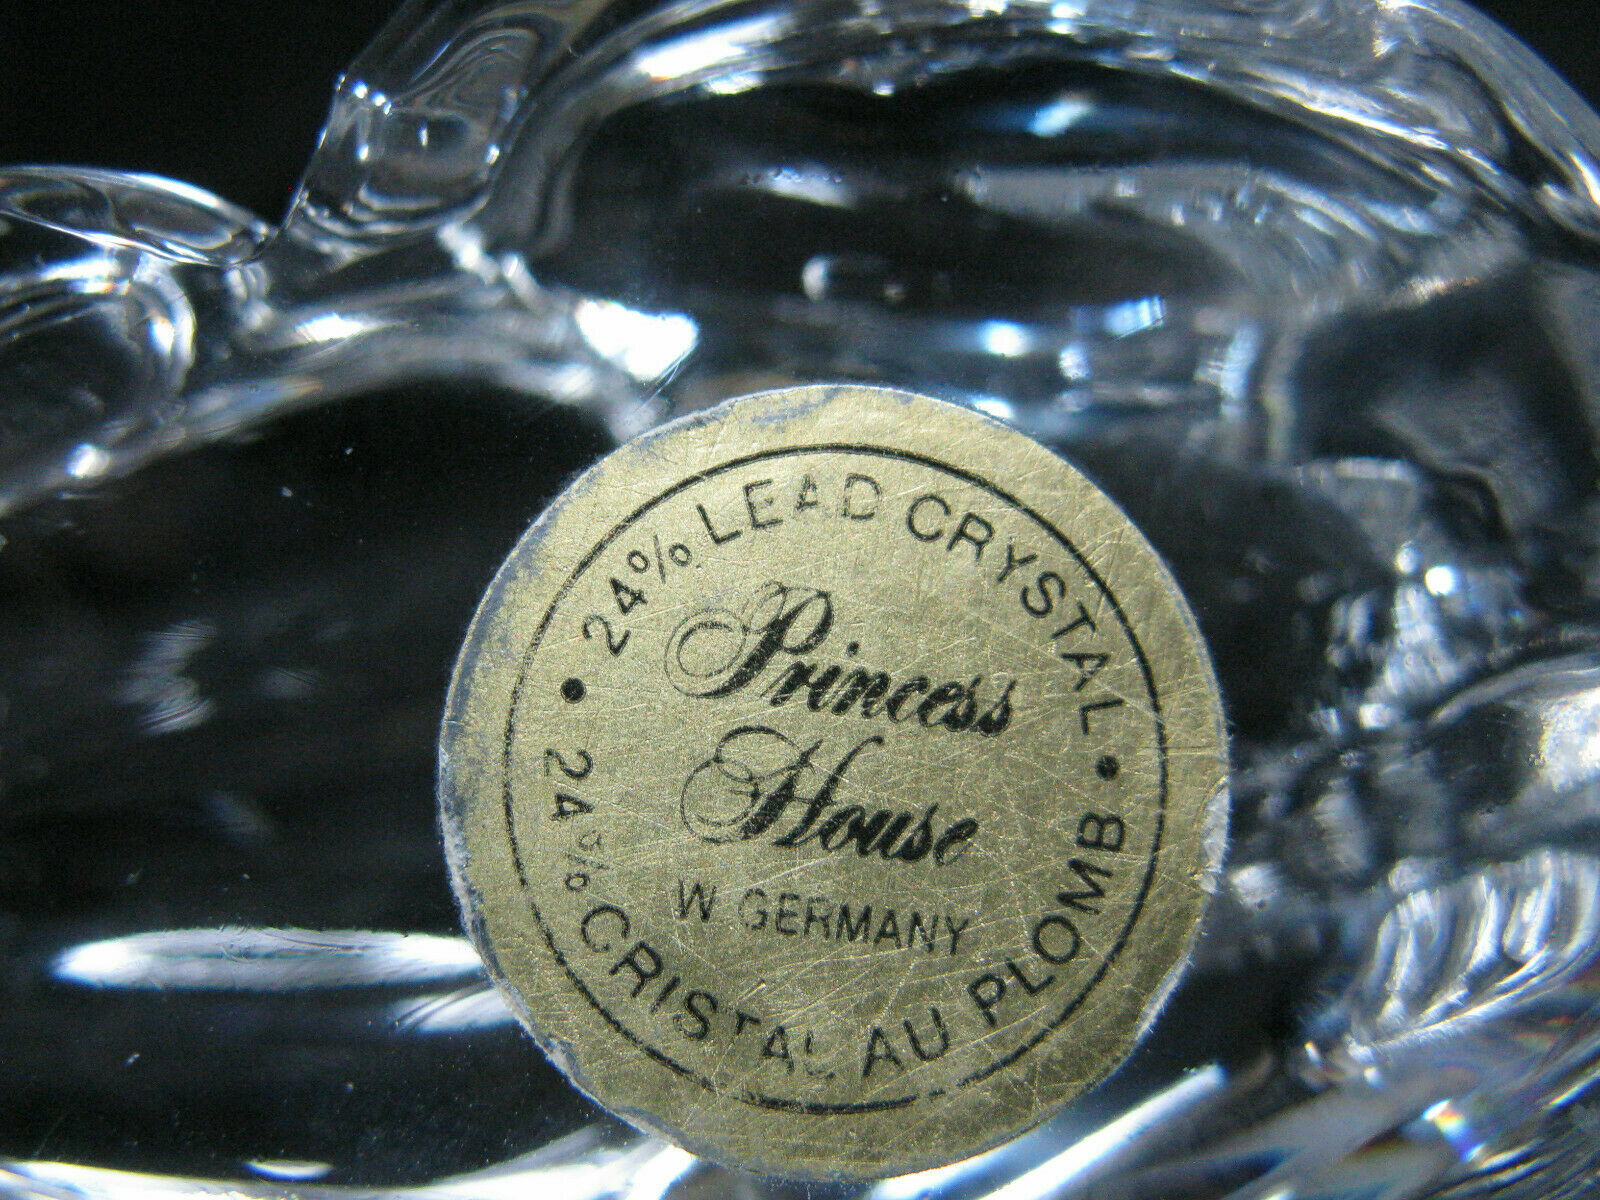 24% LEAD CRYSTAL
Princess
House
W GERMANY
24% CRISTAL AU PLOMB